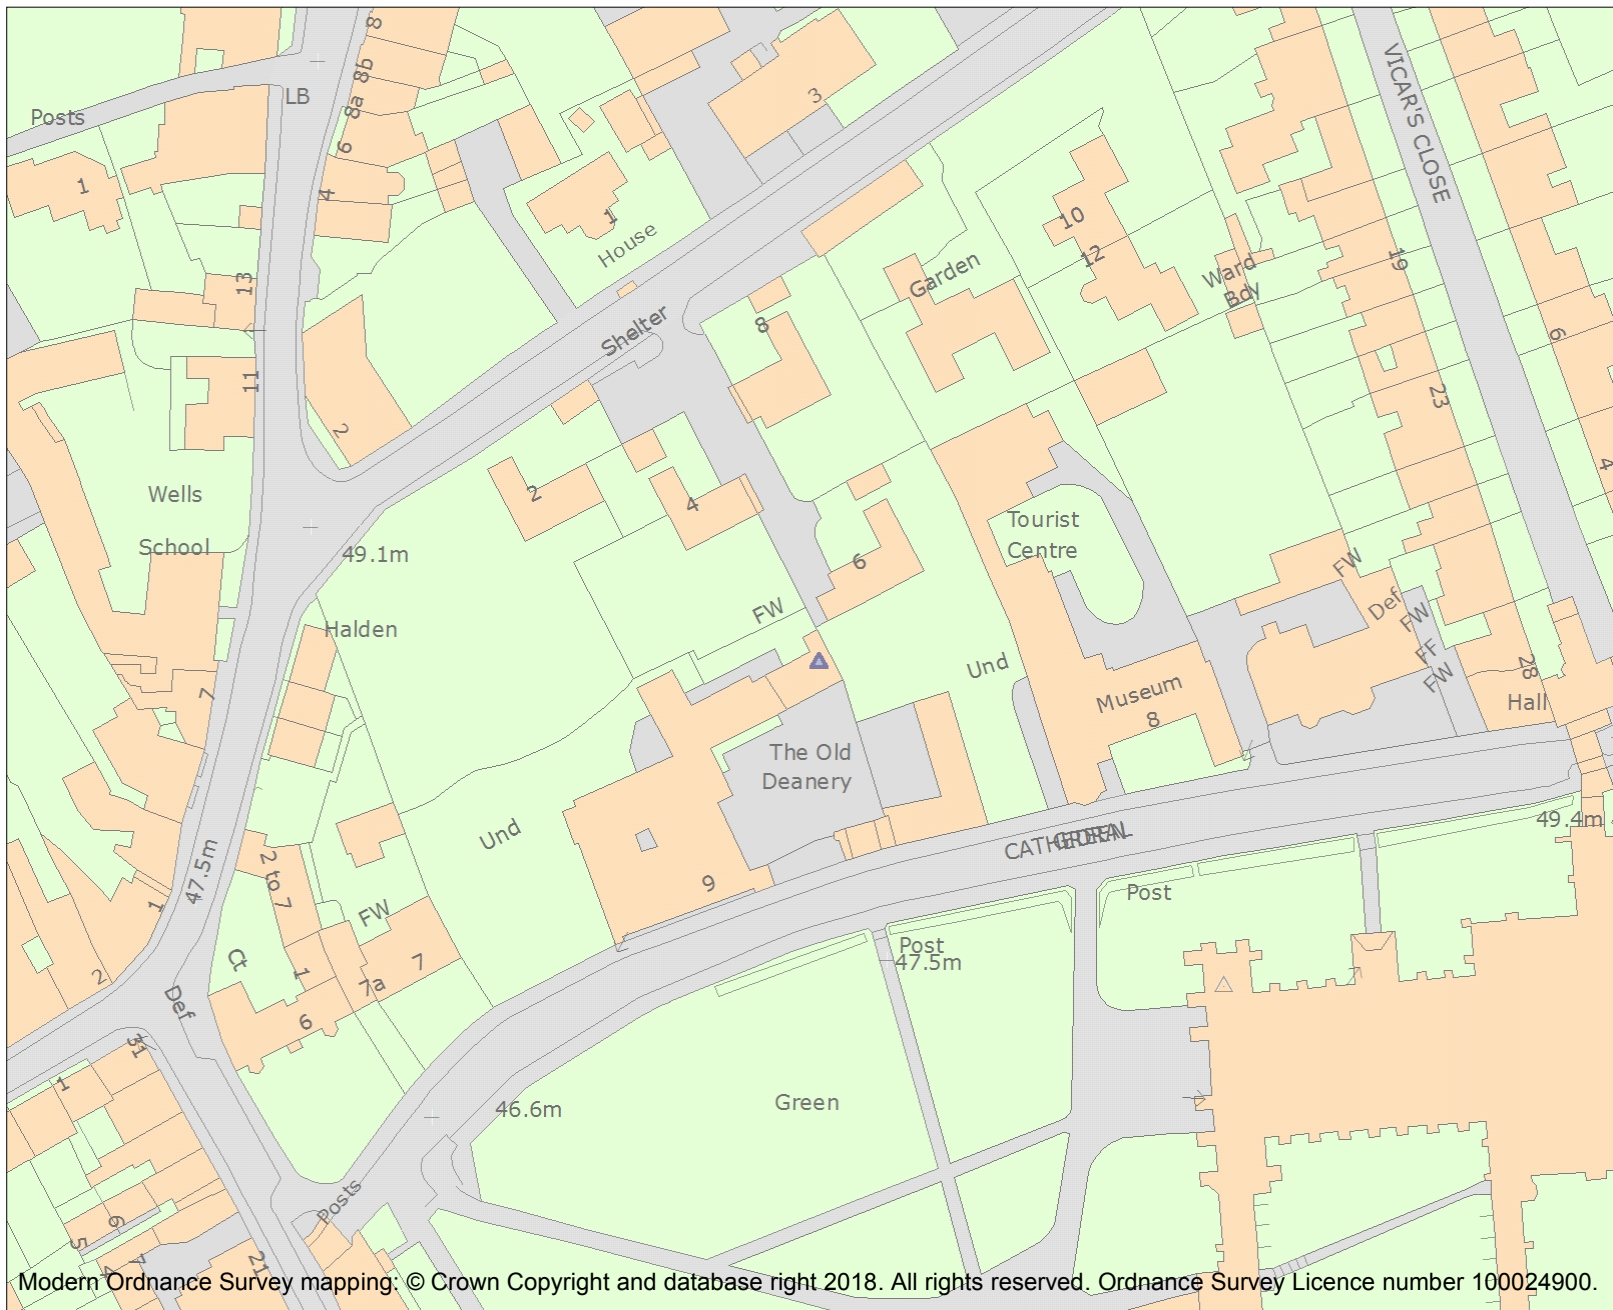 8
8b
8a
6
4
LB
Posts
1
3
VICAR'S CLOSE
1
House
10
12
Garden
Ward
Bdy
19
6
13
Shelter
8
11
2
23
4
Wells
School
49.1m
2
4
6
Tourist
Centre
FW
Def
FW
FF
FW
Halden
FW
Und
Museum
8
28
Hall
7
The Old
Deanery
Und
9
CATHEDRAL
GREEN
49.4m
47.5m
2 to 7
1
FW
Ct
1
7
7a
6
2
Def
Post
Post
47.5m
Green
46.6m
31
1
Posts
6
5
7
4
21
Modern Ordnance Survey mapping: © Crown Copyright and database right 2018. All rights reserved. Ordnance Survey Licence number 100024900.